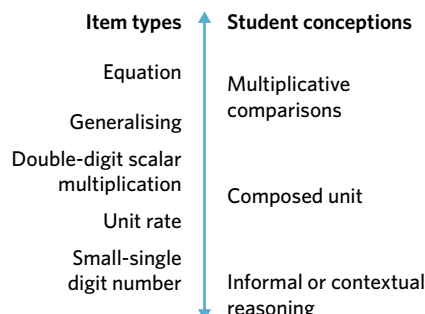 Item types
Student conceptions
Equation
Multiplicative
comparisons
Generalising
Double-digit scalar
multiplication
Composed unit
Unit rate
Small-single
digit number
Informal or contextual
reasoning